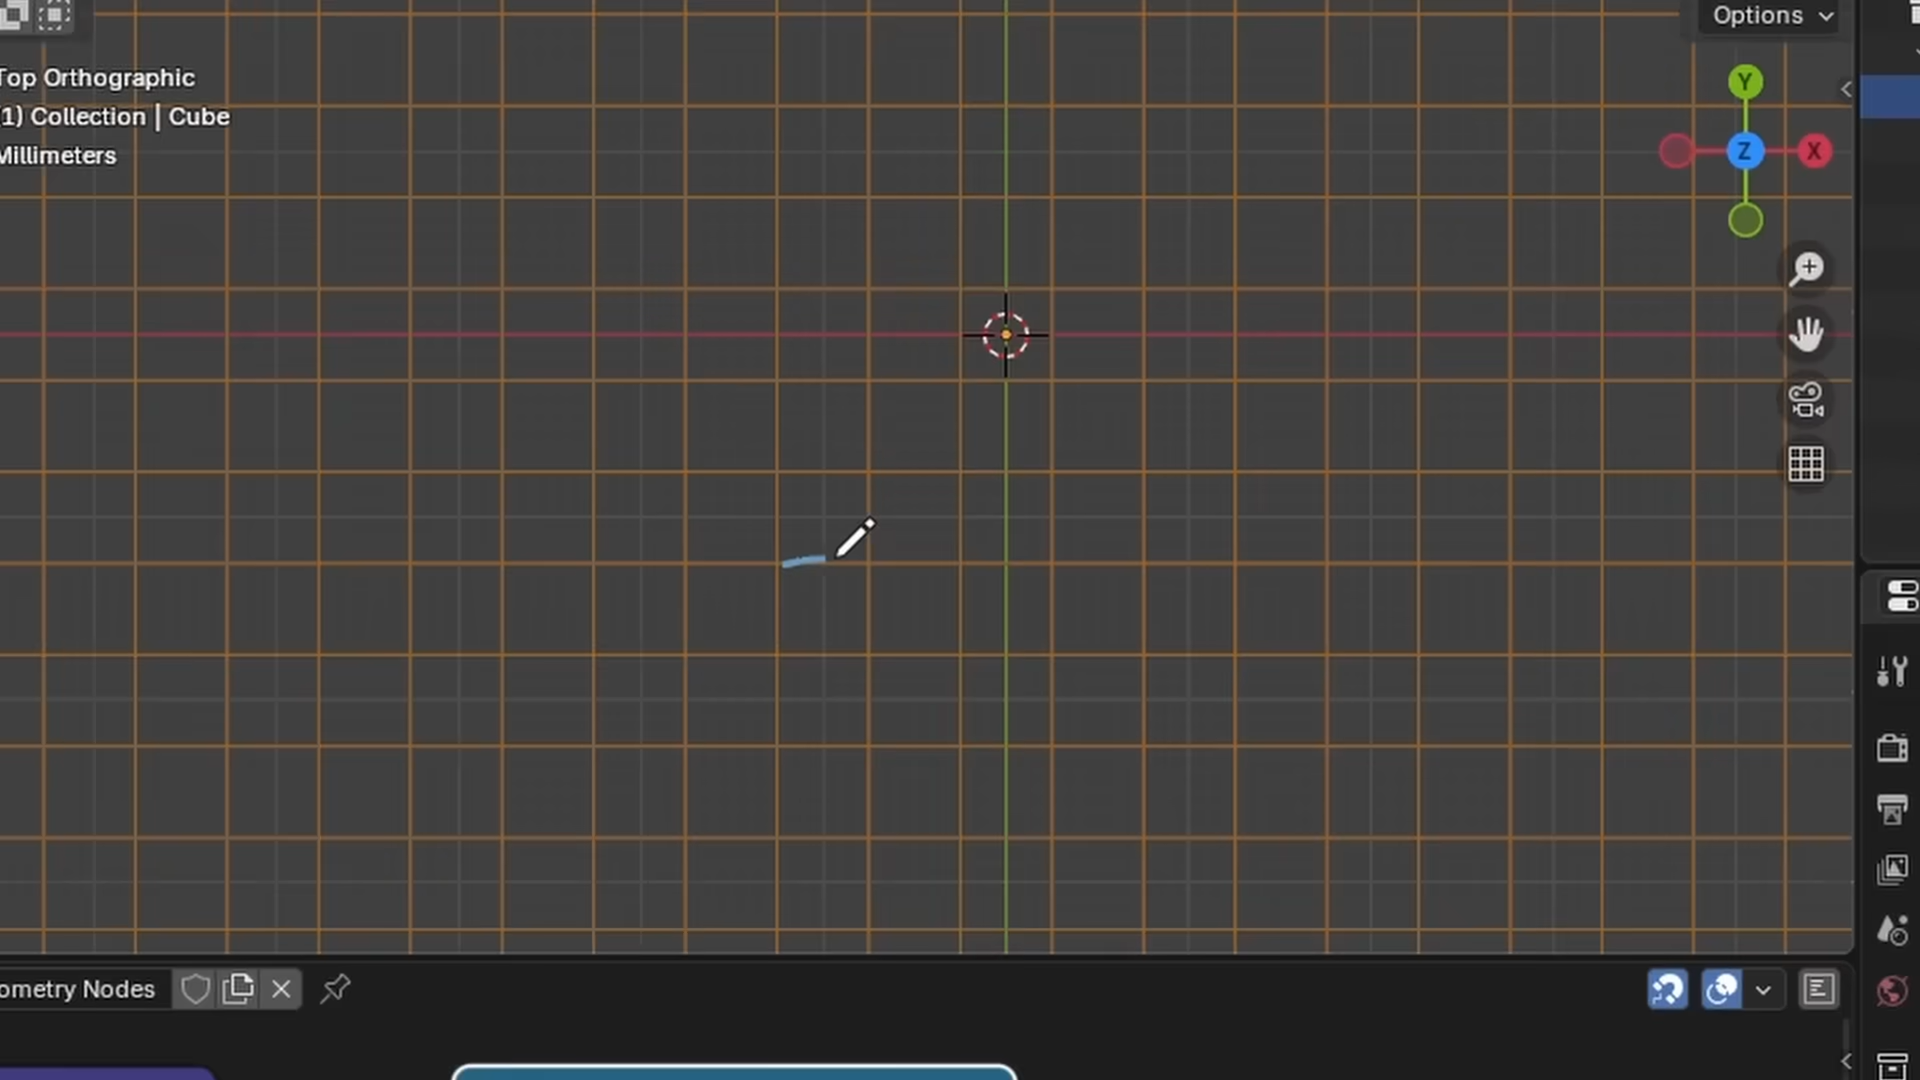 Options
Y
Top Orthographic
(1) Collection | Cube
Z X
Millimeters
ometry Nodes